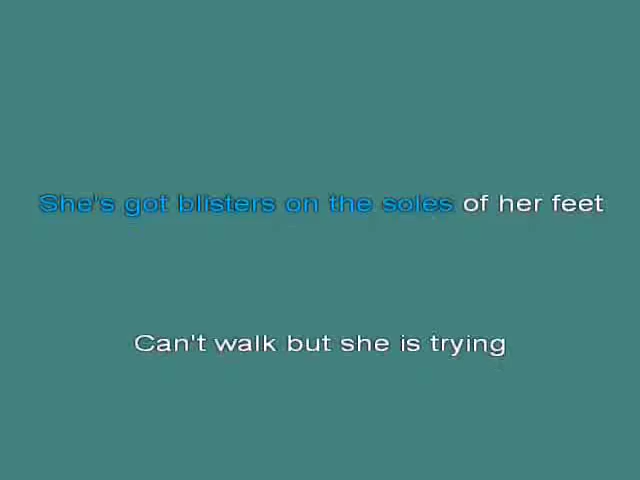 She's got blisters on the soles of her feet
Can't walk but she is trying